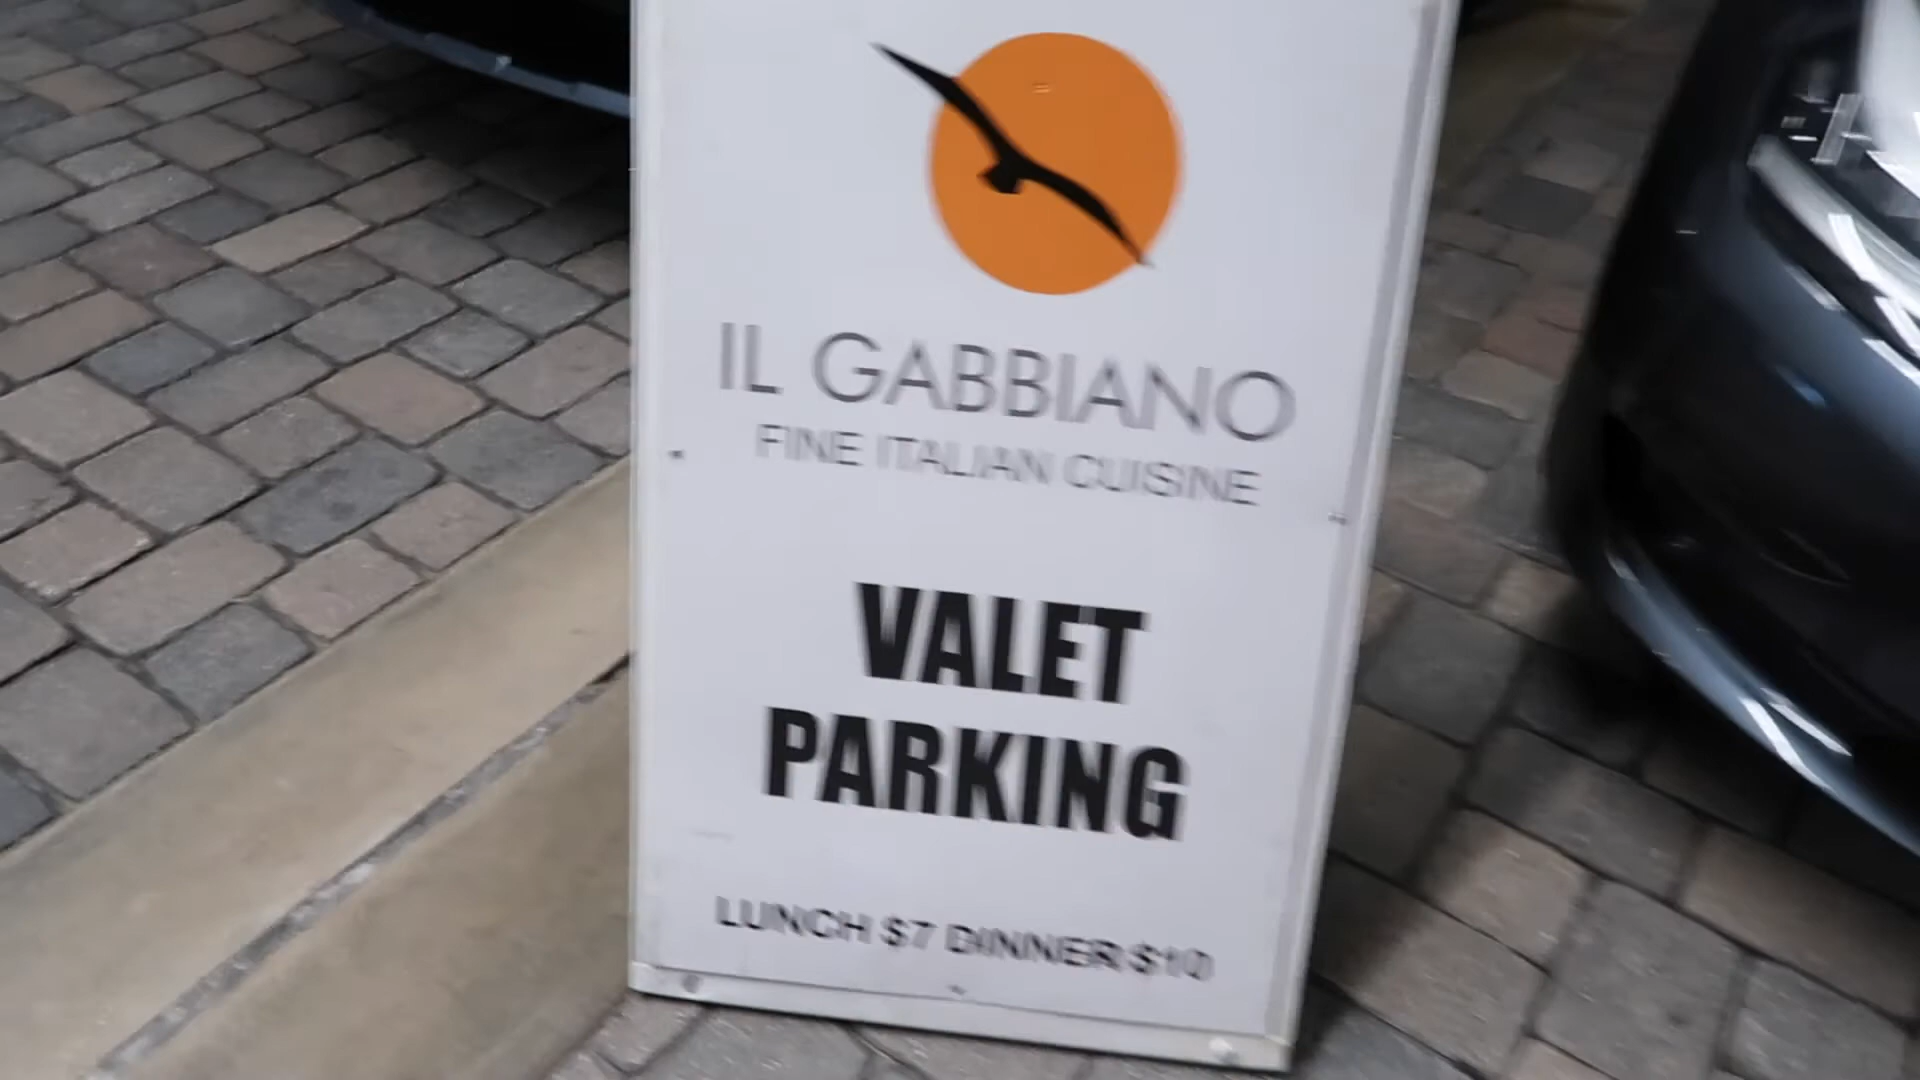 IL GABBIANO
FINE ITALIAN CUISINE
VALET
PARKING
LUNCH $7 DINNER $10